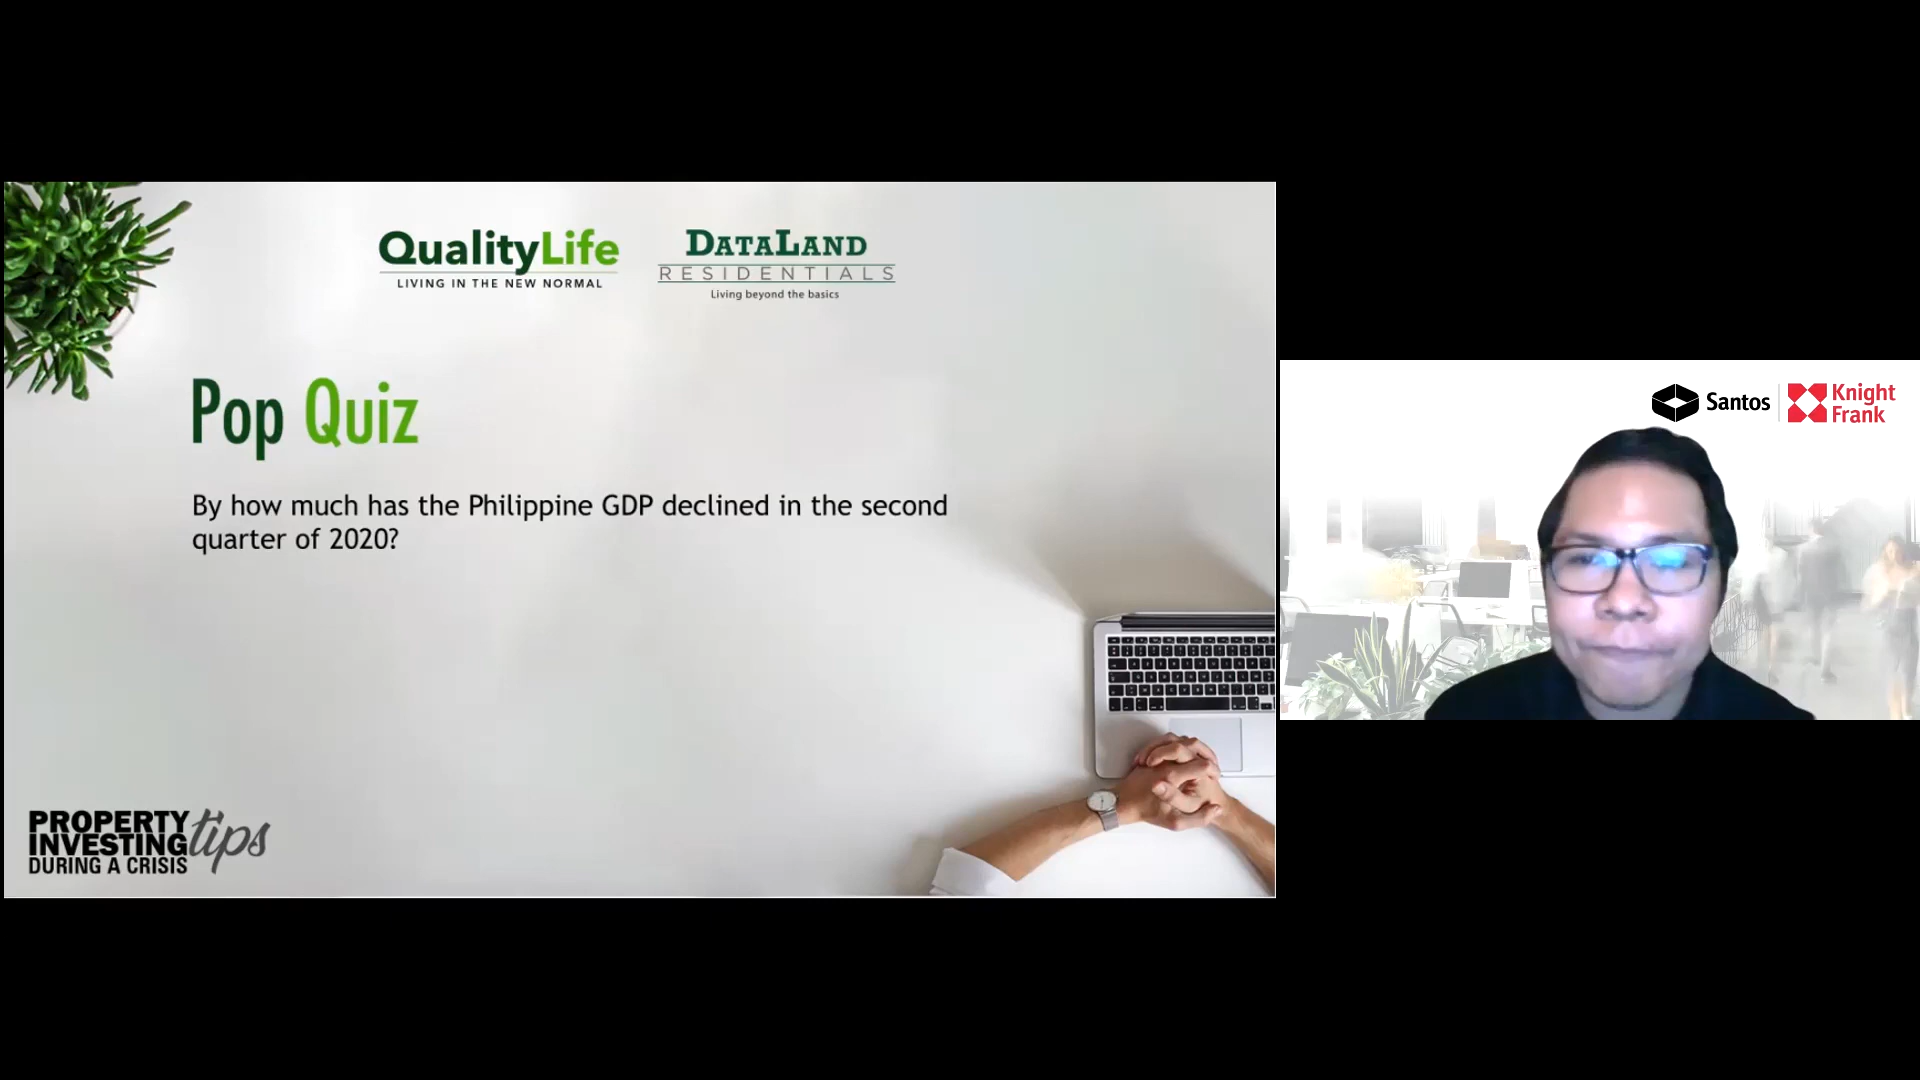 QualityLife
LIVING IN THE NEW NORMAL
DATALAND
RESIDENTIALS
Living beyond the basics
Pop Quiz
By how much has the Philippine GDP declined in the second
quarter of 2020?
PROPERTY
INVESTING tips
DURING A CRISIS
Santos
Knight
Frank